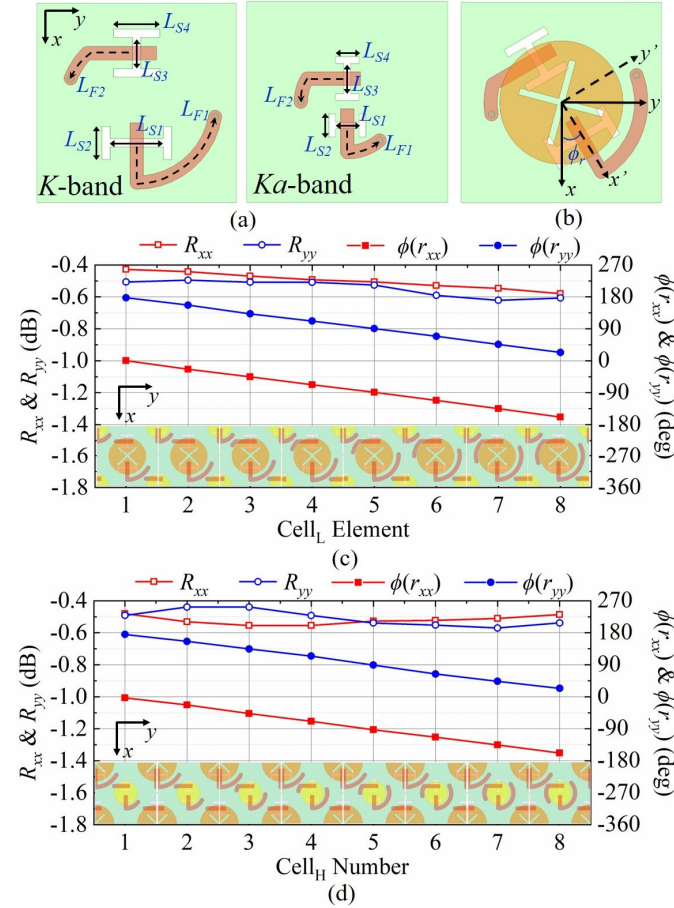 y
x
L_S4
L_S3
L_F2
L_F1
L_S1
L_S2
K-band
y
x
L_S4
L_S3
L_F2
L_S1
L_S2
L_F1
Ka-band
(a)
y’
y
ϕ_r
x
x’
(b)
R_xx R_yy ϕ(r_xx) ϕ(r_yy)
-0.4
-0.6
-0.8
-1.0
-1.2
-1.4
-1.6
-1.8
R_xx & R_yy (dB)
270
180
90
0
-90
-180
-270
-360
ϕ(r_xx) & ϕ(r_yy) (deg)
y
x
1 2 3 4 5 6 7 8
Cell_L Element
(c)
R_xx R_yy ϕ(r_xx) ϕ(r_yy)
-0.4
-0.6
-0.8
-1.0
-1.2
-1.4
-1.6
-1.8
R_xx & R_yy (dB)
270
180
90
0
-90
-180
-270
-360
ϕ(r_xx) & ϕ(r_yy) (deg)
y
x
1 2 3 4 5 6 7 8
Cell_H Number
(d)